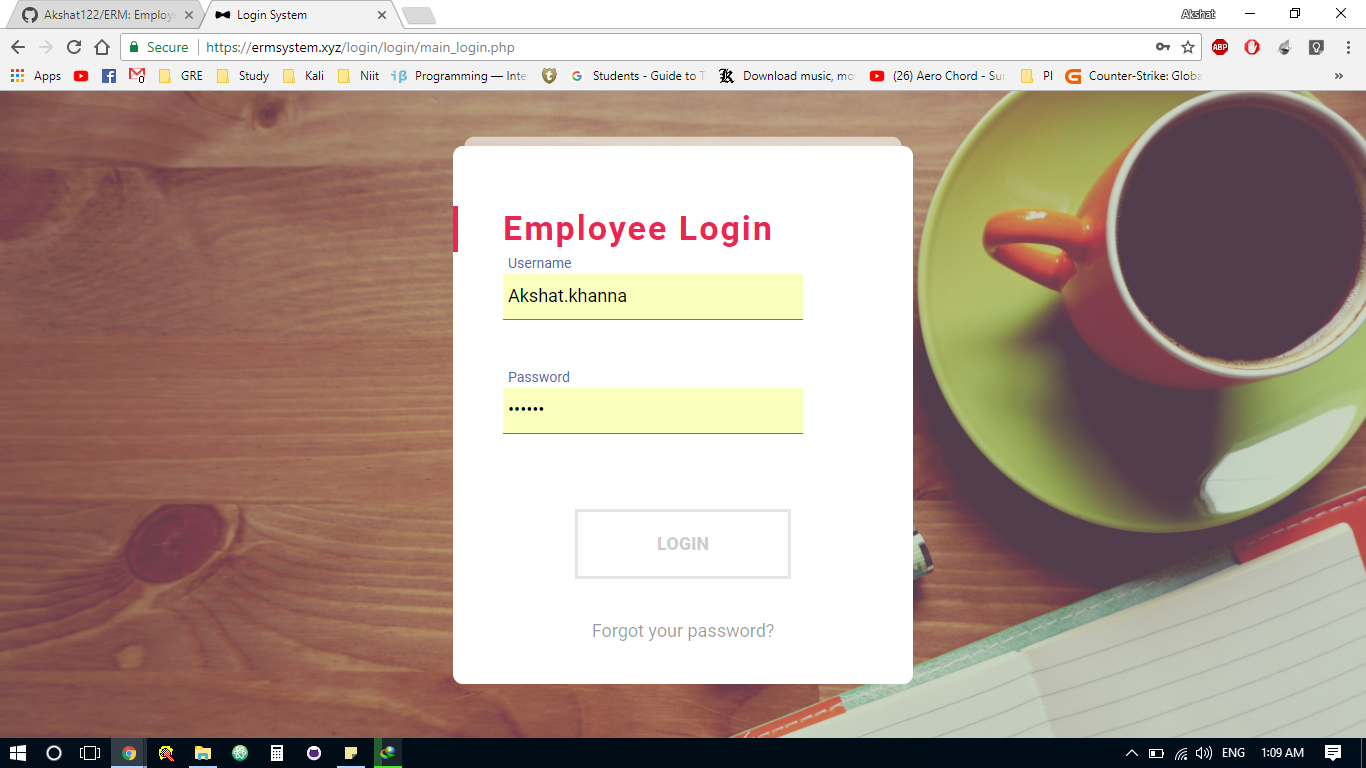 Akshat122/ERM: Employ
Login System
Akshat
Secure
https://ermsystem.xyz/login/login/main_login.php
ABP
Apps
GRE
Study
Kali
Niit
Programming — Inte
Students - Guide to T
Download music, mo
(26) Aero Chord - Sur
PI
Counter-Strike: Globa
»
Employee Login
Username
Akshat.khanna
Password
••••••
LOGIN
Forgot your password?
ENG
1:09 AM